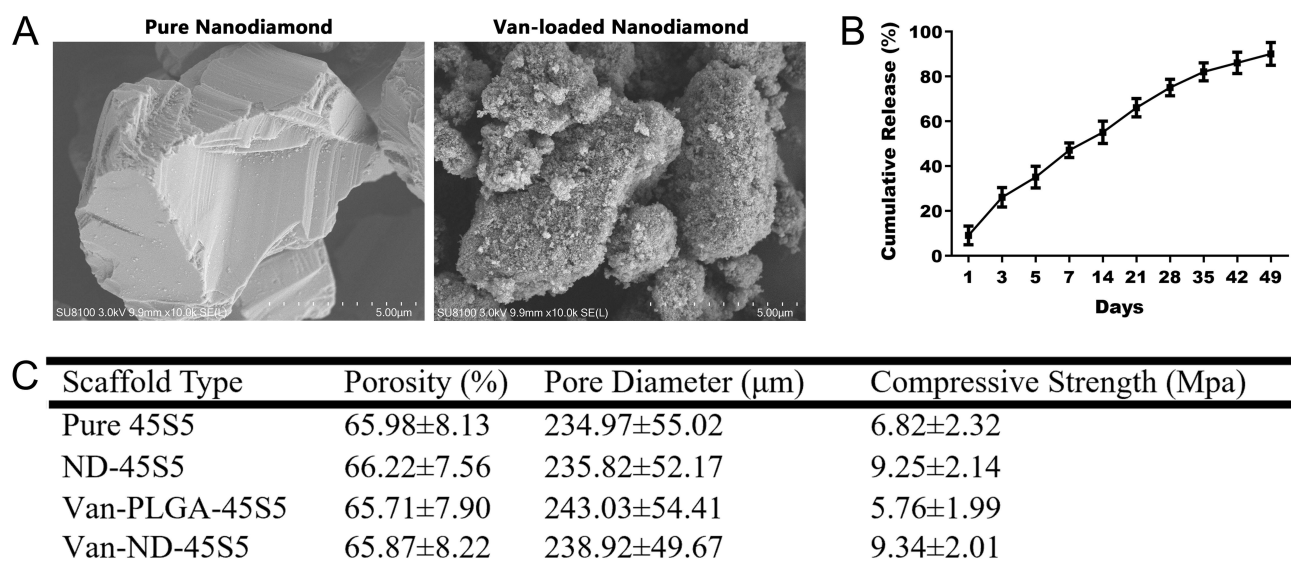 A
Pure Nanodiamond
Van-loaded Nanodiamond
SU8100 3.0kV 9.9mm x10.0k SE(L)
5.00μm
SU8100 3.0kV 9.9mm x10.0k SE(L)
5.00μm
B
Cumulative Release (%)
100
80
60
40
20
0
1 3 5 7 14 21 28 35 42 49
Days
C
Scaffold Type Porosity (%) Pore Diameter (μm) Compressive Strength (Mpa)
Pure 45S5 65.98±8.13 234.97±55.02 6.82±2.32
ND-45S5 66.22±7.56 235.82±52.17 9.25±2.14
Van-PLGA-45S5 65.71±7.90 243.03±54.41 5.76±1.99
Van-ND-45S5 65.87±8.22 238.92±49.67 9.34±2.01